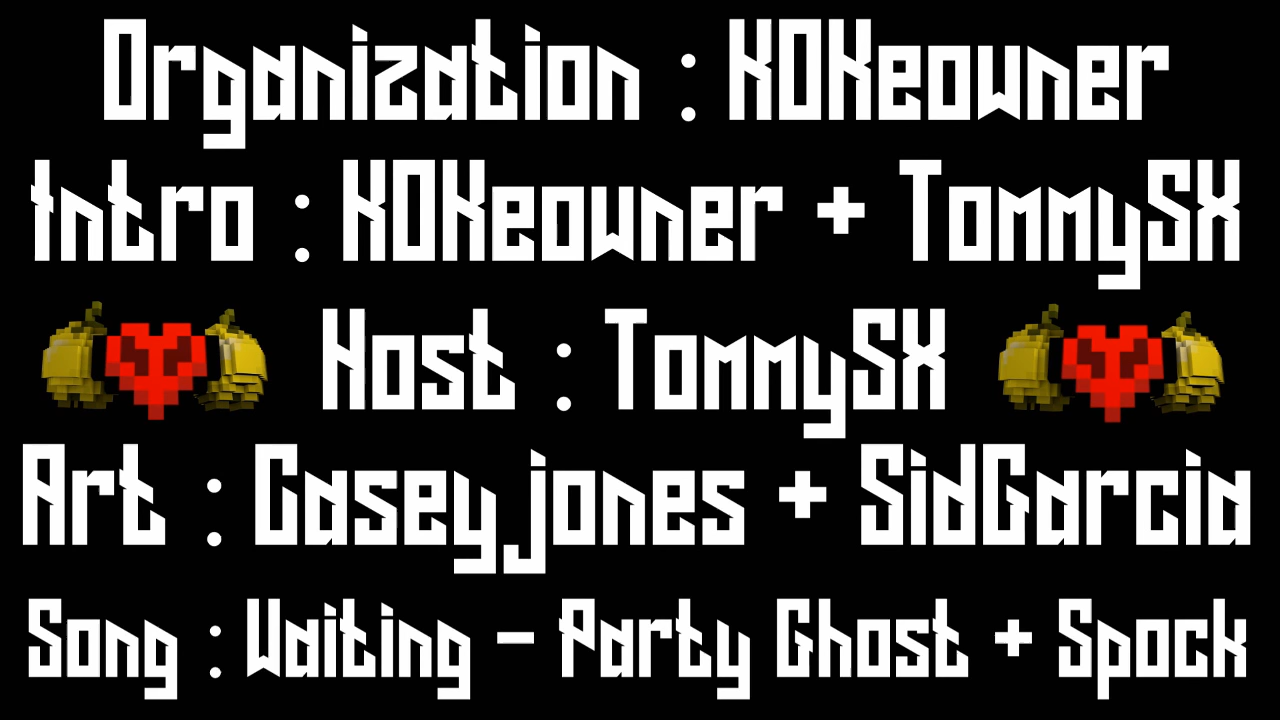 Organization : KOKeowner
Intro : KOKeowner + TommySX
Host : TommySX
Art : Caseyjones + SidGarcia
Song : Waiting - Party Ghost + Spock